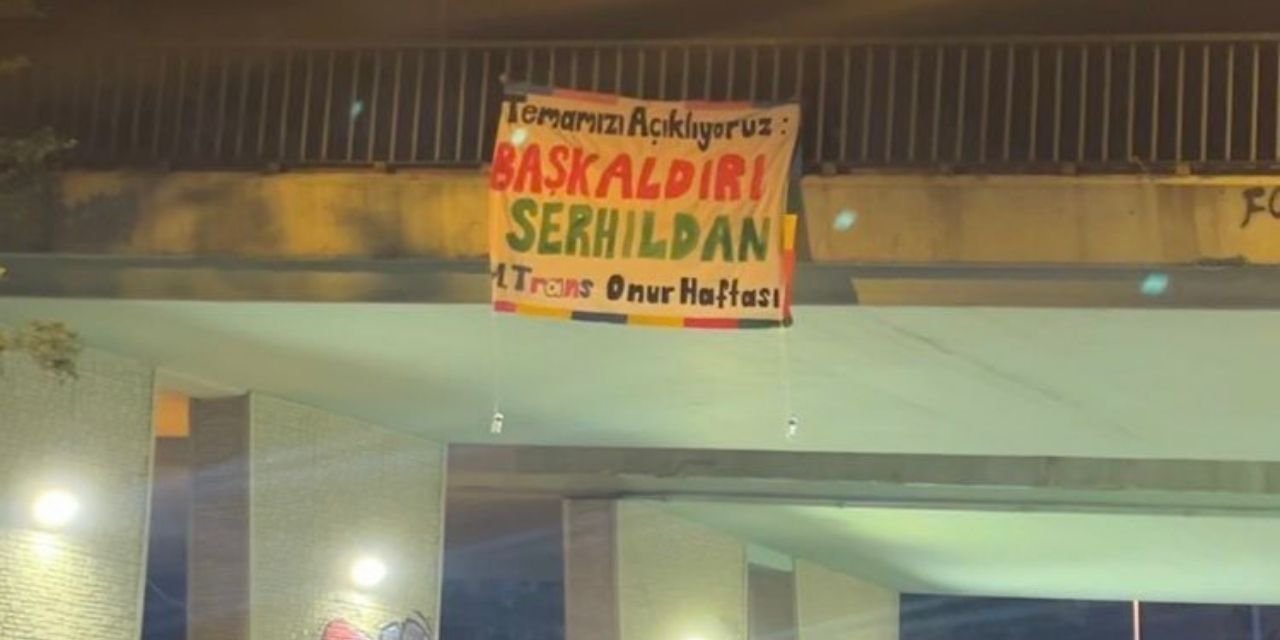 Temamızı Açıklıyoruz:
BAŞKALDIRI
SERHILDAN
Trans Onur Haftası